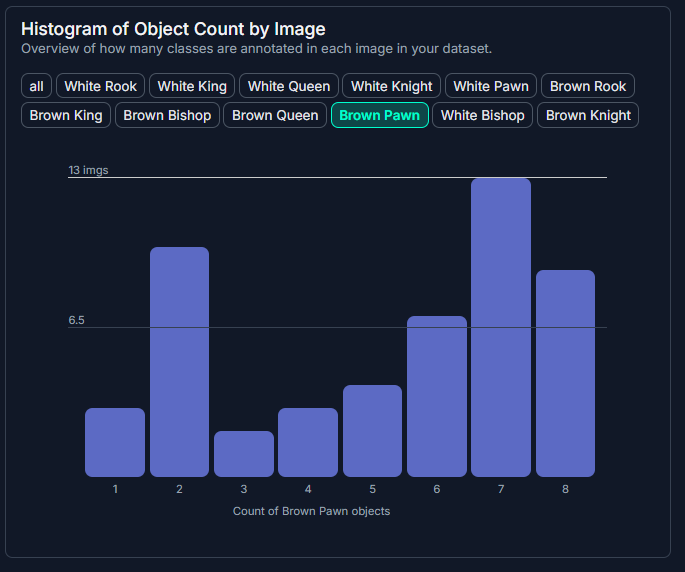 Histogram of Object Count by Image
Overview of how many classes are annotated in each image in your dataset.
all White Rook White King White Queen White Knight White Pawn Brown Rook
Brown King Brown Bishop Brown Queen Brown Pawn White Bishop Brown Knight
13 imgs
6.5
1 2 3 4 5 6 7 8
Count of Brown Pawn objects